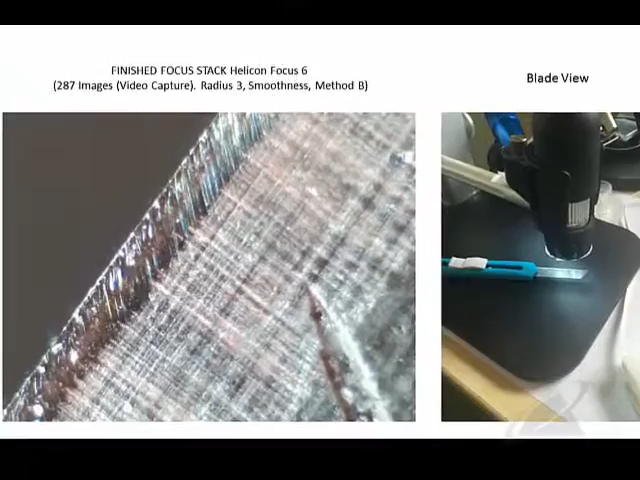 FINISHED FOCUS STACK Helicon Focus 6
(287 Images (Video Capture). Radius 3, Smoothness, Method B)
Blade View